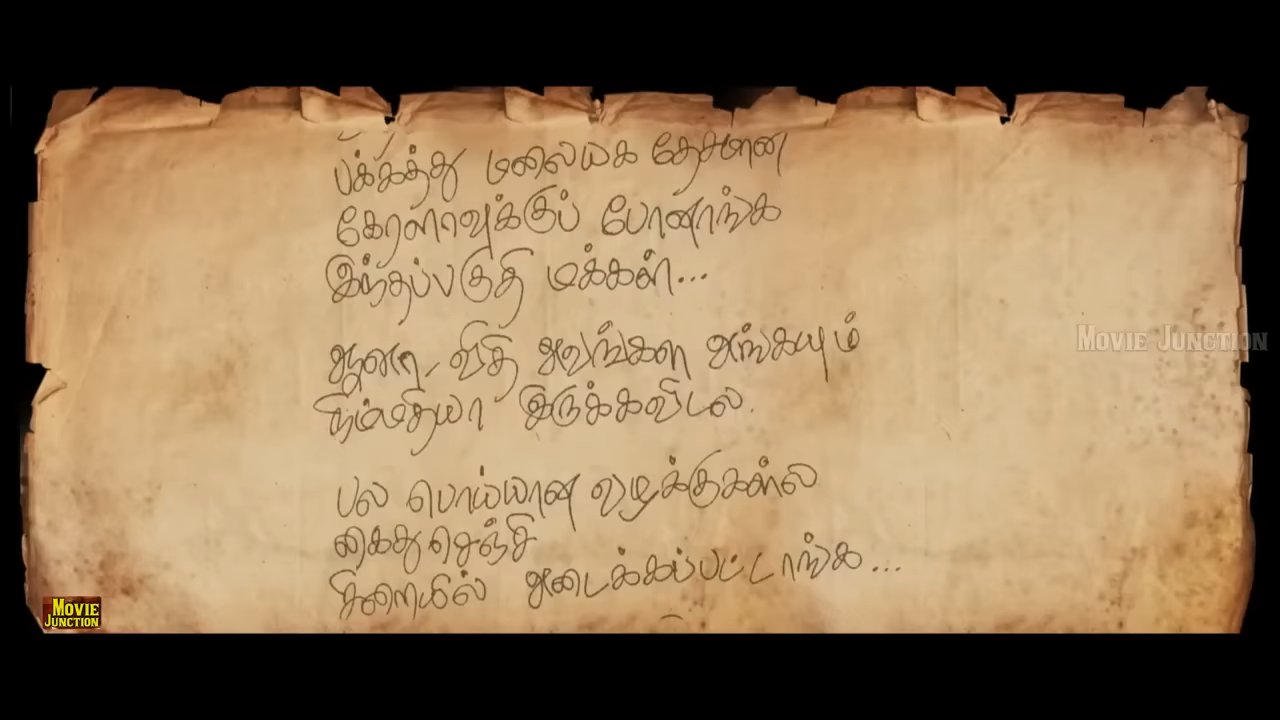 பக்கத்து மலையக தேசமான
கேரளாவுக்குப் போனாங்க
இந்தப்பகுதி மக்கள்...
ஆனா, விதி அவங்கள அங்கயும்
நிம்மதியா இருக்கவிடல.
பல பொய்யான வழக்குகள்ல
கைது செஞ்சி
சிறையில் அடைக்கப்பட்டாங்க...
MOVIE JUNCTION
MOVIE
JUNCTION